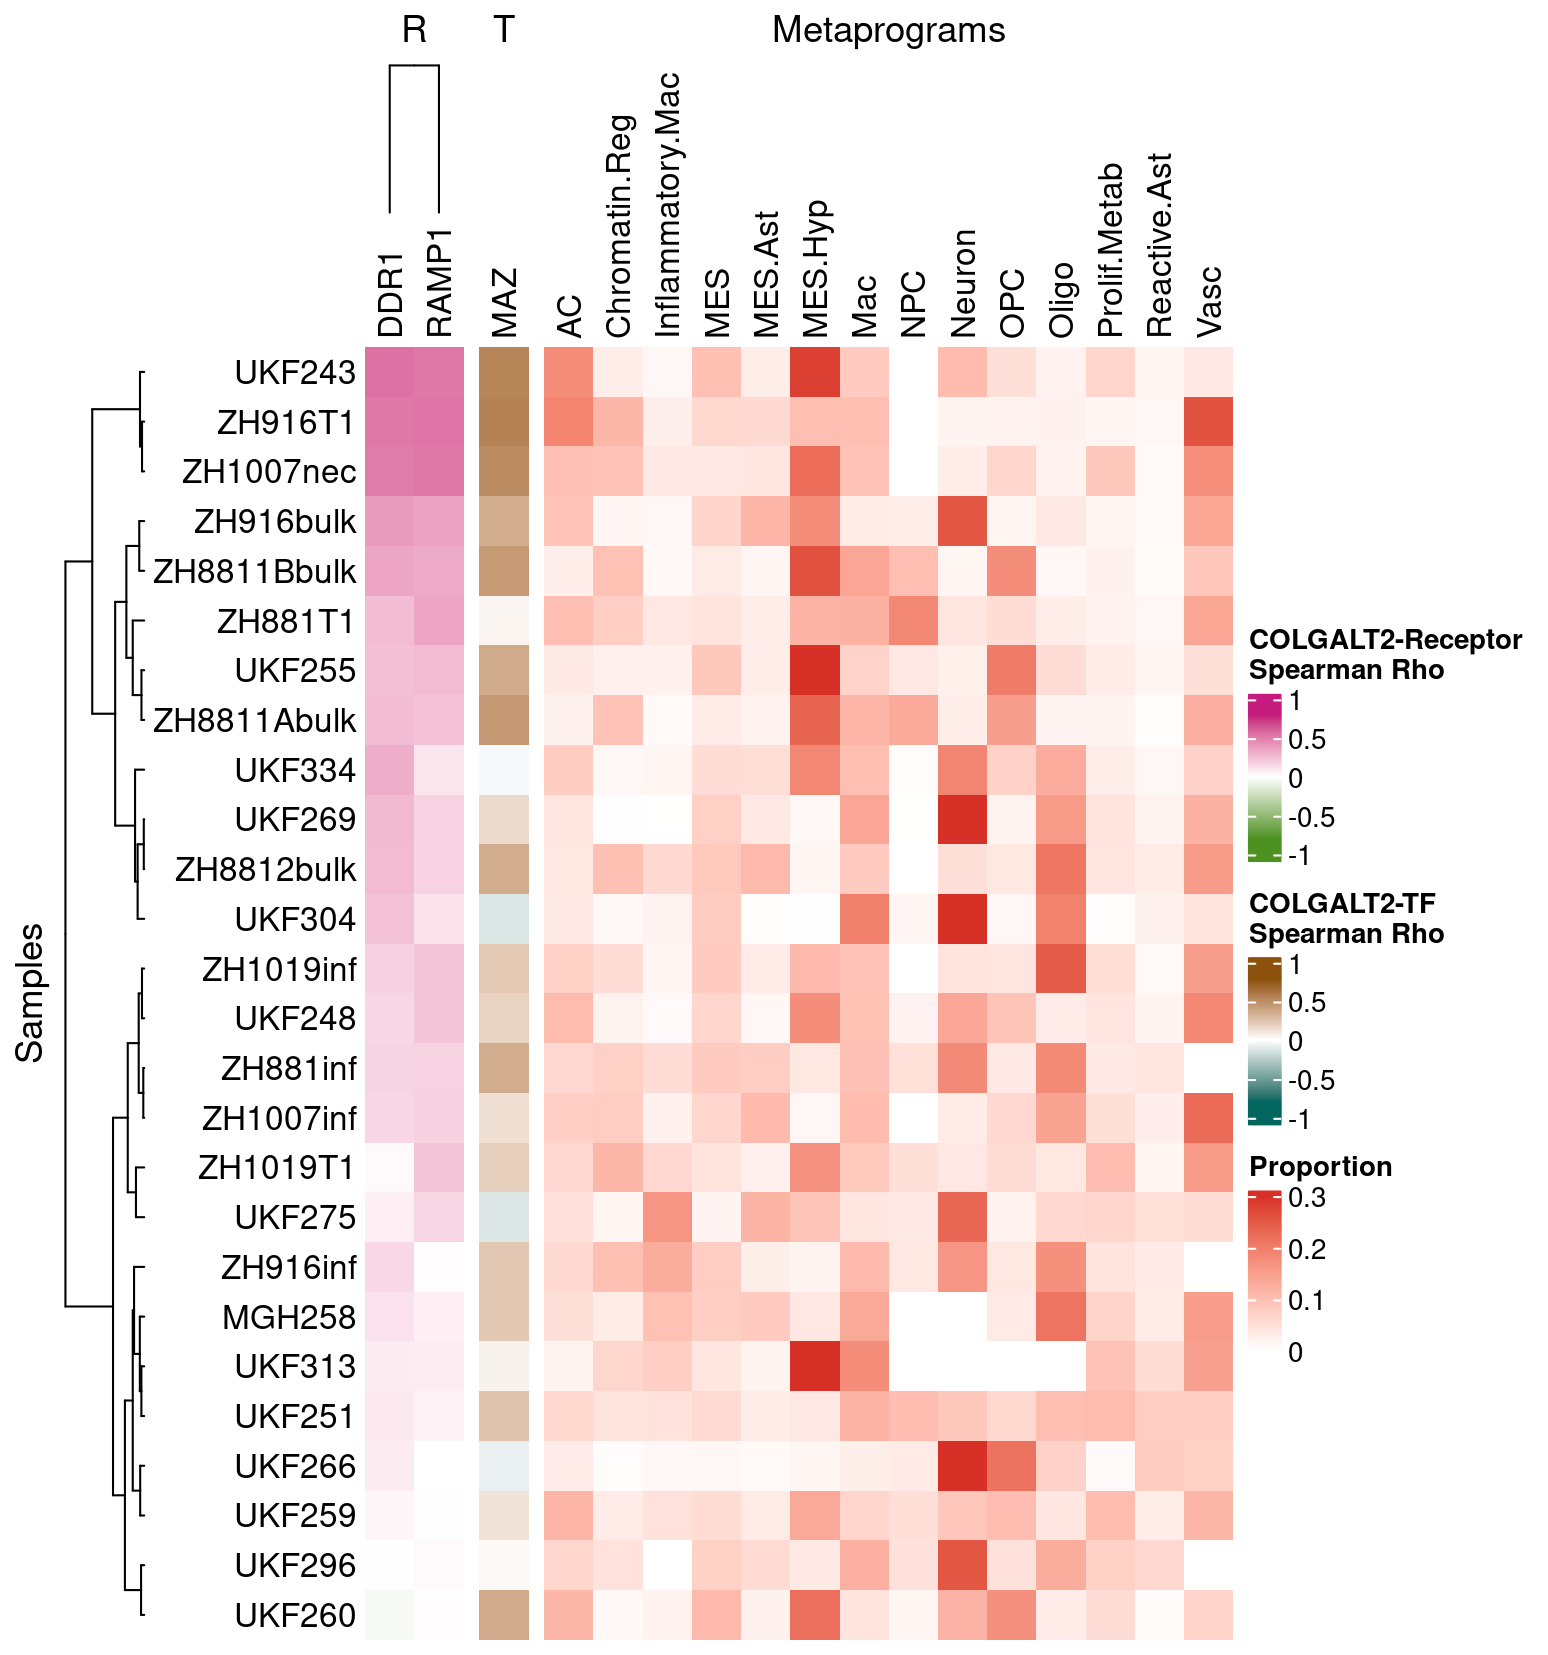 R T Metaprograms
DDR1
RAMP1
MAZ
AC
Chromatin.Reg
Inflammatory.Mac
MES
MES.Ast
MES.Hyp
Mac
NPC
Neuron
OPC
Oligo
Prolif.Metab
Reactive.Ast
Vasc
Samples
UKF243
ZH916T1
ZH1007nec
ZH916bulk
ZH8811Bbulk
ZH881T1
UKF255
ZH8811Abulk
UKF334
UKF269
ZH8812bulk
UKF304
ZH1019inf
UKF248
ZH881inf
ZH1007inf
ZH1019T1
UKF275
ZH916inf
MGH258
UKF313
UKF251
UKF266
UKF259
UKF296
UKF260
COLGALT2-Receptor
Spearman Rho
1
0.5
0
-0.5
-1
COLGALT2-TF
Spearman Rho
1
0.5
0
-0.5
-1
Proportion
0.3
0.2
0.1
0